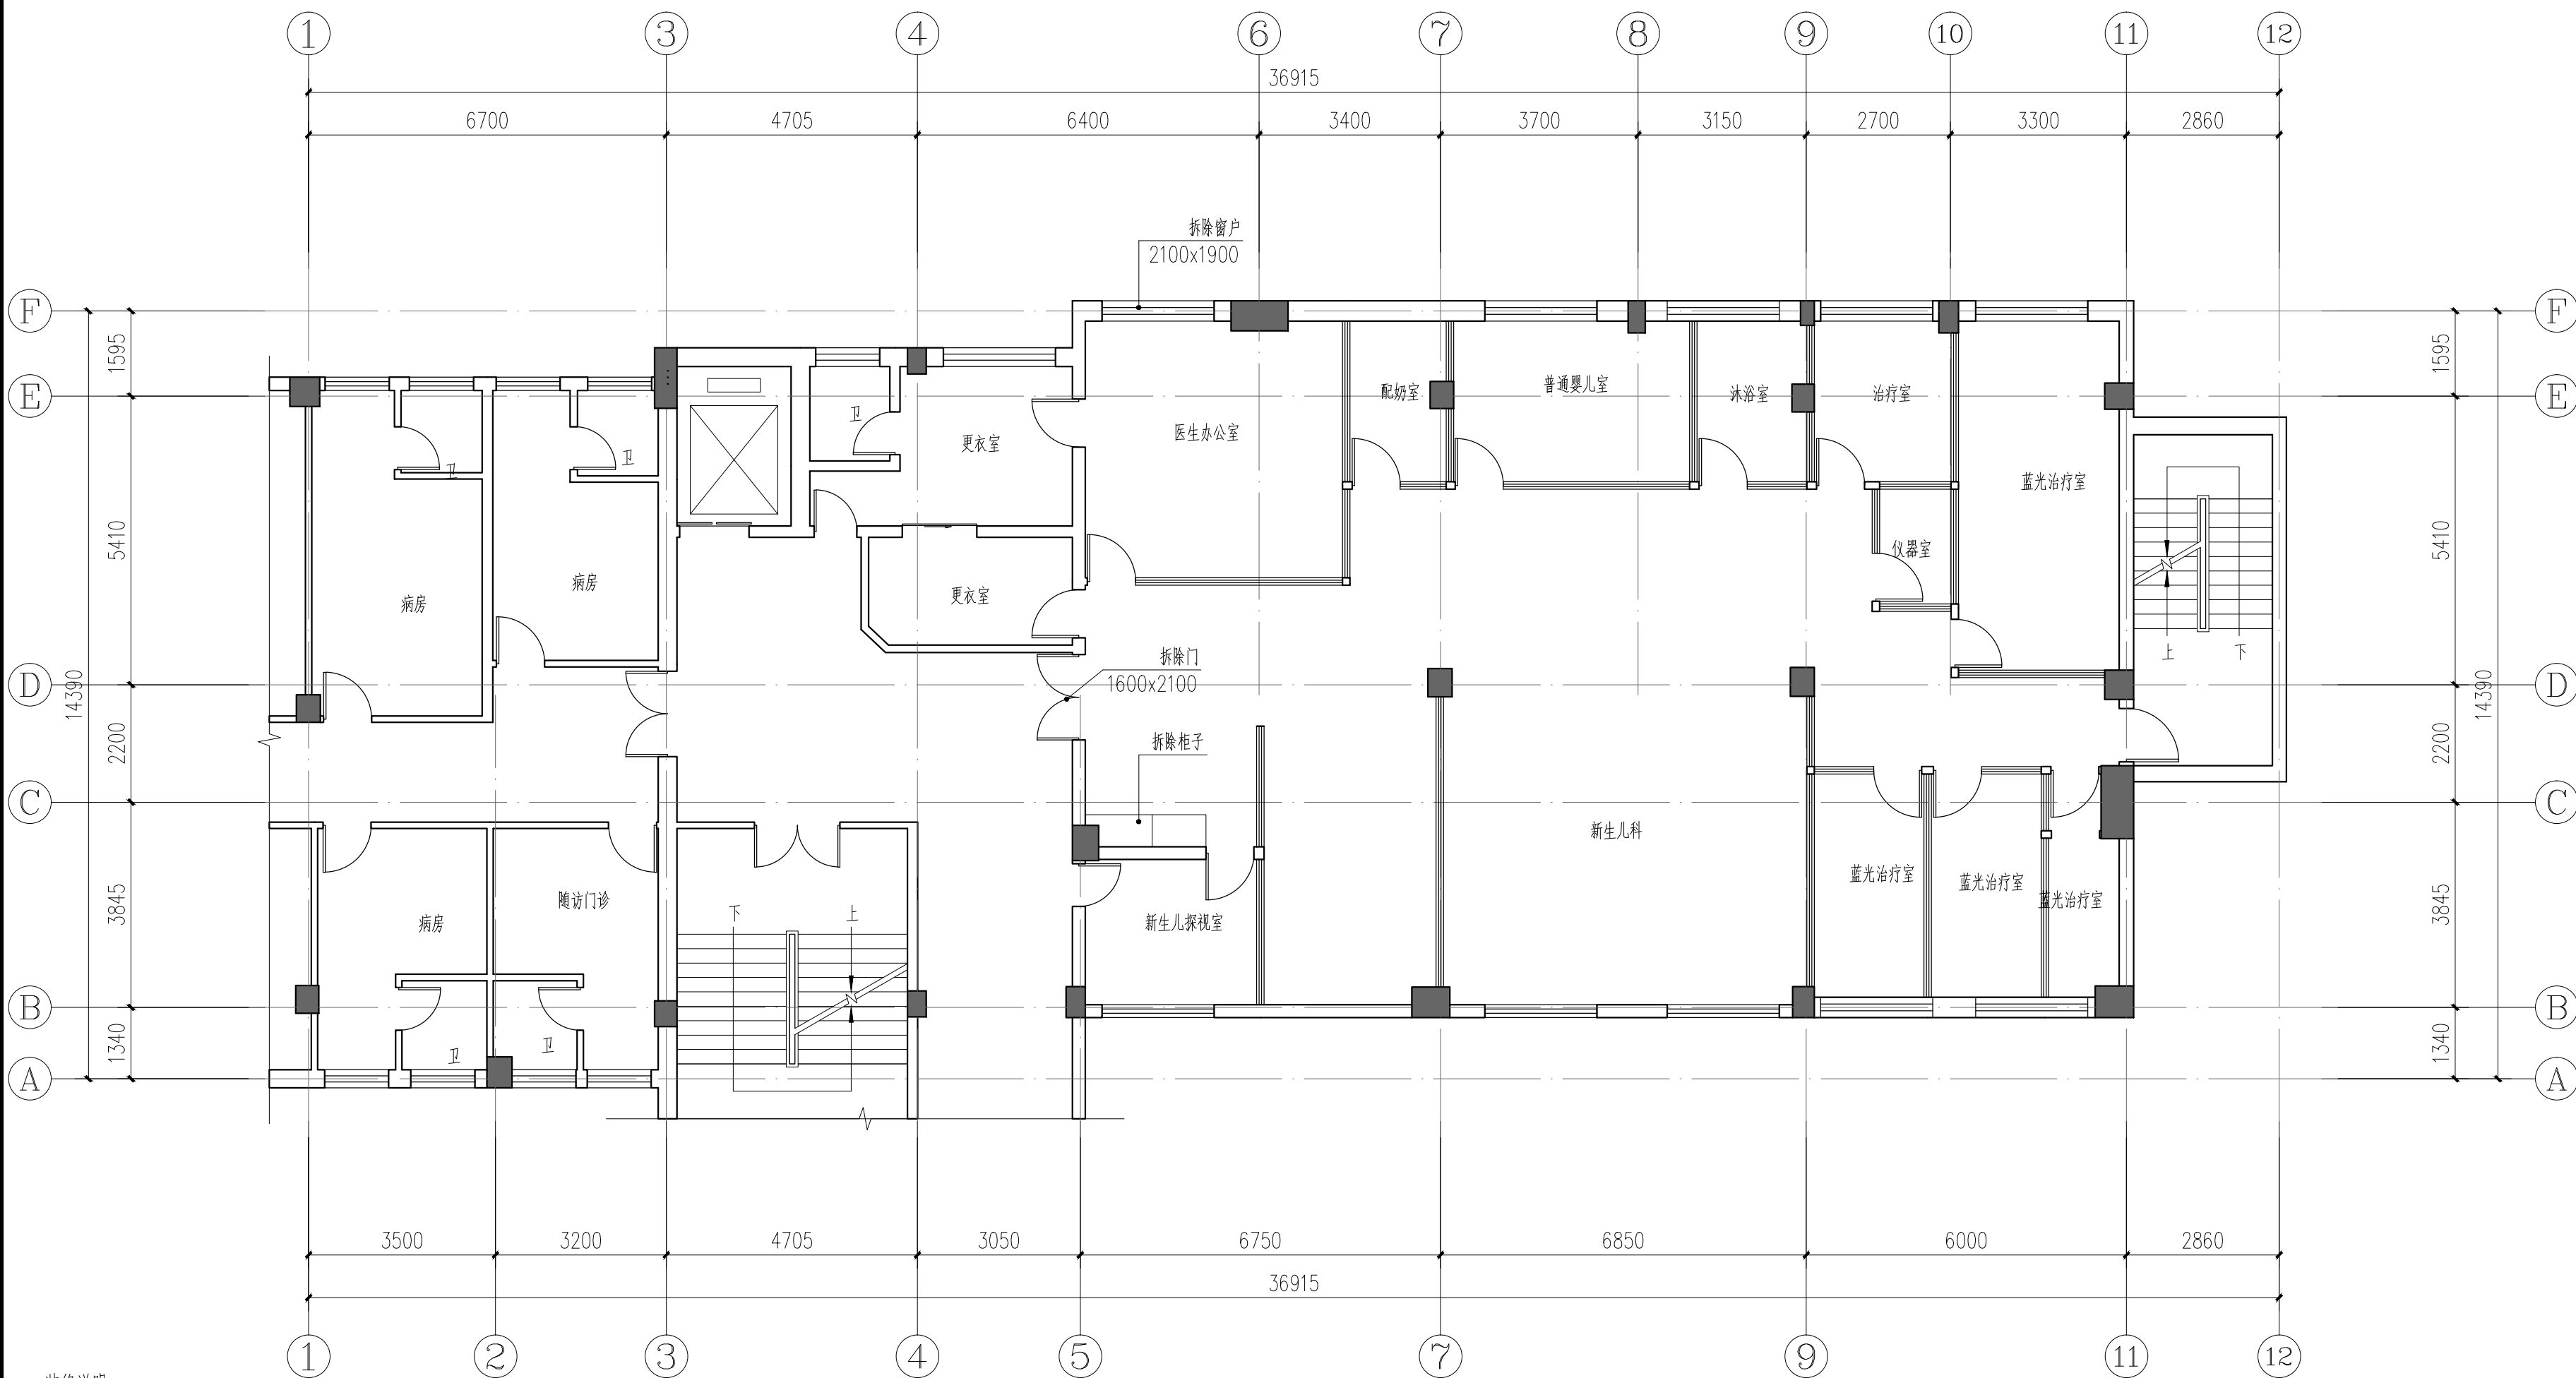 1 3 4 6 7 8 9 10 11 12
36915
6700 4705 6400 3400 3700 3150 2700 3300 2860
拆除窗户
2100x1900
F F
1595 1595
E E
卫 配奶室 普通婴儿室 沐浴室 治疗室
更衣室 医生办公室
卫 卫
蓝光治疗室
5410 5410
仪器室
病房 病房 更衣室
上 下
拆除门
1600x2100
D D
14390 14390
2200 2200
拆除柜子
C C
新生儿科
蓝光治疗室 蓝光治疗室 蓝光治疗室
3845 3845
随访门诊
病房 下 上 新生儿探视室
B B
1340 1340
卫 卫
A A
3500 3200 4705 3050 6750 6850 6000 2860
36915
1 2 3 4 5 7 9 11 12